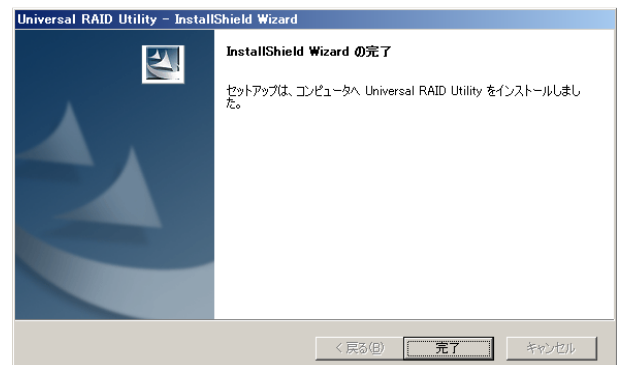 Universal RAID Utility - InstallShield Wizard
InstallShield Wizard の完了
セットアップは、コンピュータへ Universal RAID Utility をインストールしまし
た。
< 戻る(B)
完了
キャンセル